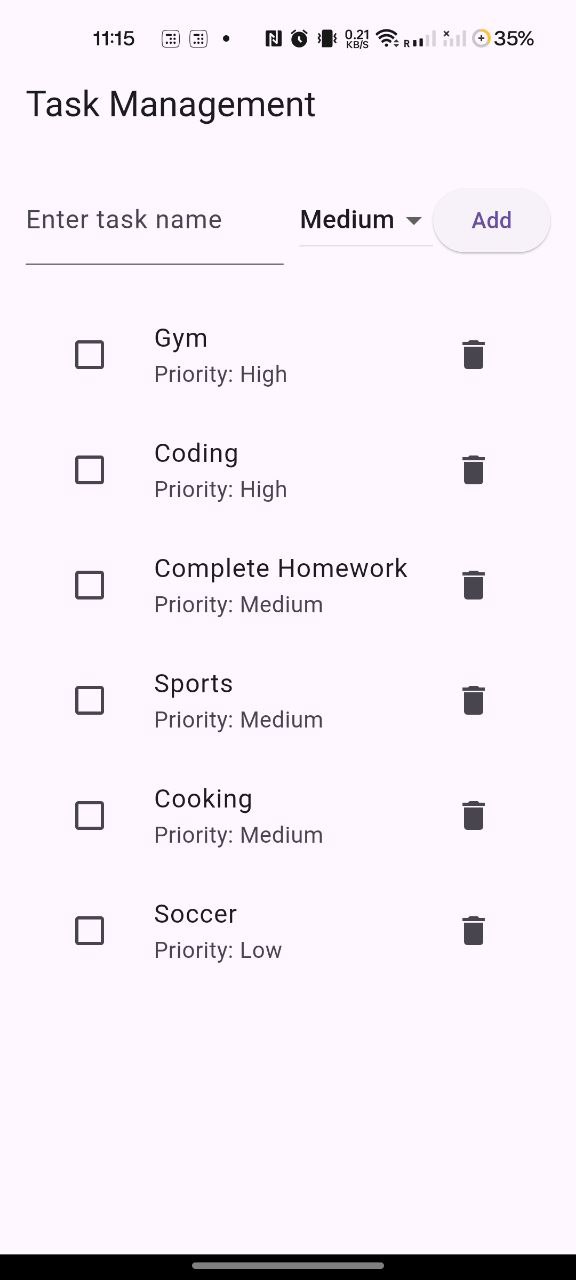 11:15 0.21 KB/S R 35%
Task Management
Enter task name Medium Add
Gym
Priority: High
Coding
Priority: High
Complete Homework
Priority: Medium
Sports
Priority: Medium
Cooking
Priority: Medium
Soccer
Priority: Low